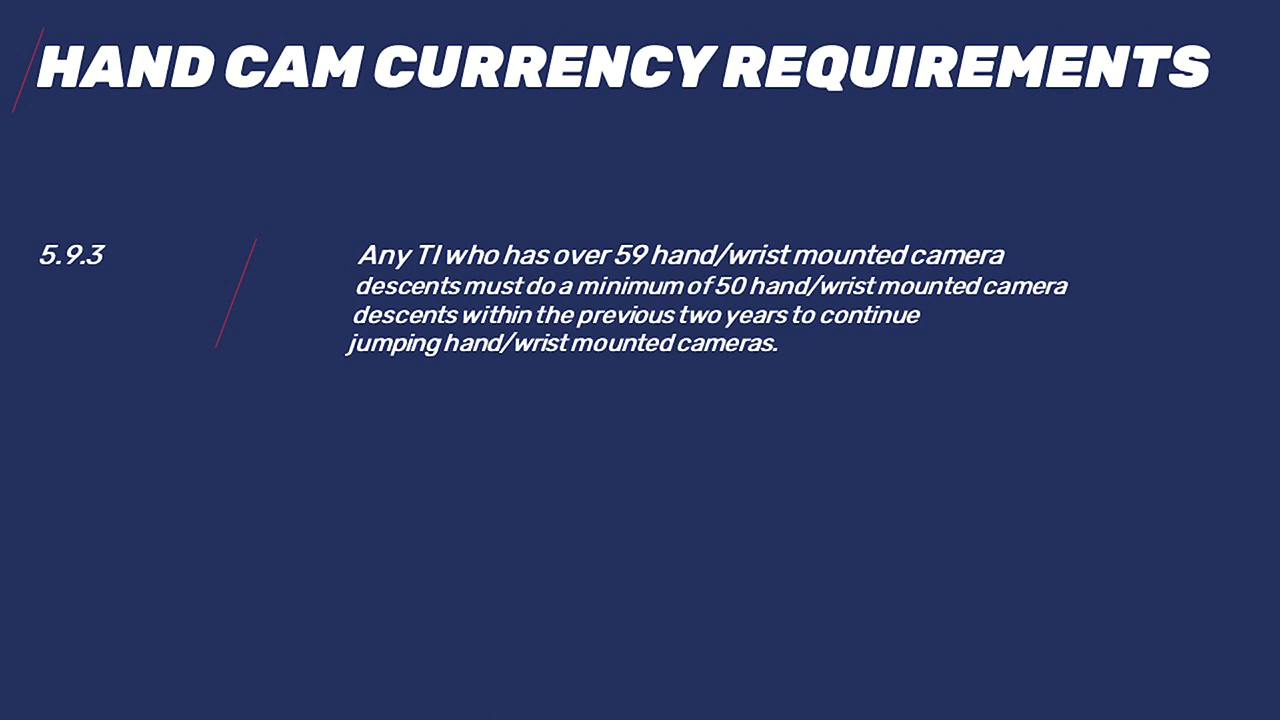 HAND CAM CURRENCY REQUIREMENTS
5.9.3
Any TI who has over 59 hand/wrist mounted camera
descents must do a minimum of 50 hand/wrist mounted camera
descents within the previous two years to continue
jumping hand/wrist mounted cameras.